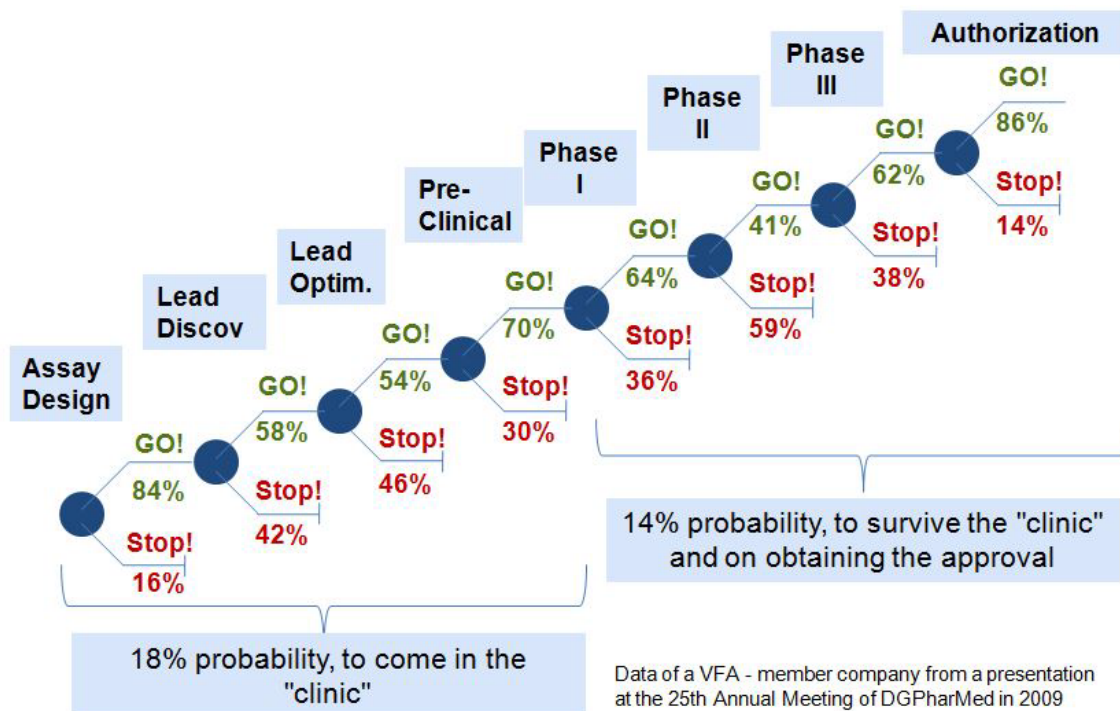 Assay
Design
GO!
84%
Stop!
16%
Lead
Discov
GO!
58%
Stop!
42%
Lead
Optim.
GO!
54%
Stop!
46%
Pre-
Clinical
GO!
70%
Stop!
30%
Phase
I
GO!
64%
Stop!
36%
Phase
II
GO!
41%
Stop!
59%
Phase
III
GO!
62%
Stop!
38%
Authorization
GO!
86%
Stop!
14%
18% probability, to come in the
"clinic"
14% probability, to survive the "clinic"
and on obtaining the approval
Data of a VFA - member company from a presentation
at the 25th Annual Meeting of DGPharMed in 2009